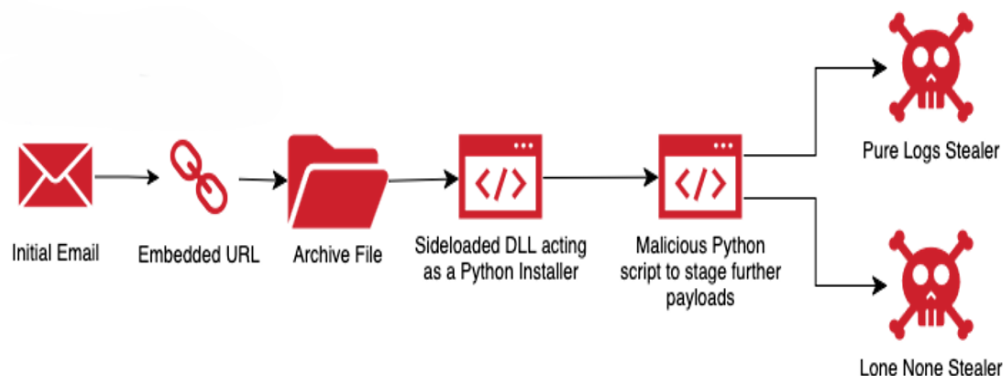 Initial Email
Embedded URL
Archive File
Sideloaded DLL acting
as a Python Installer
Malicious Python
script to stage further
payloads
Pure Logs Stealer
Lone None Stealer